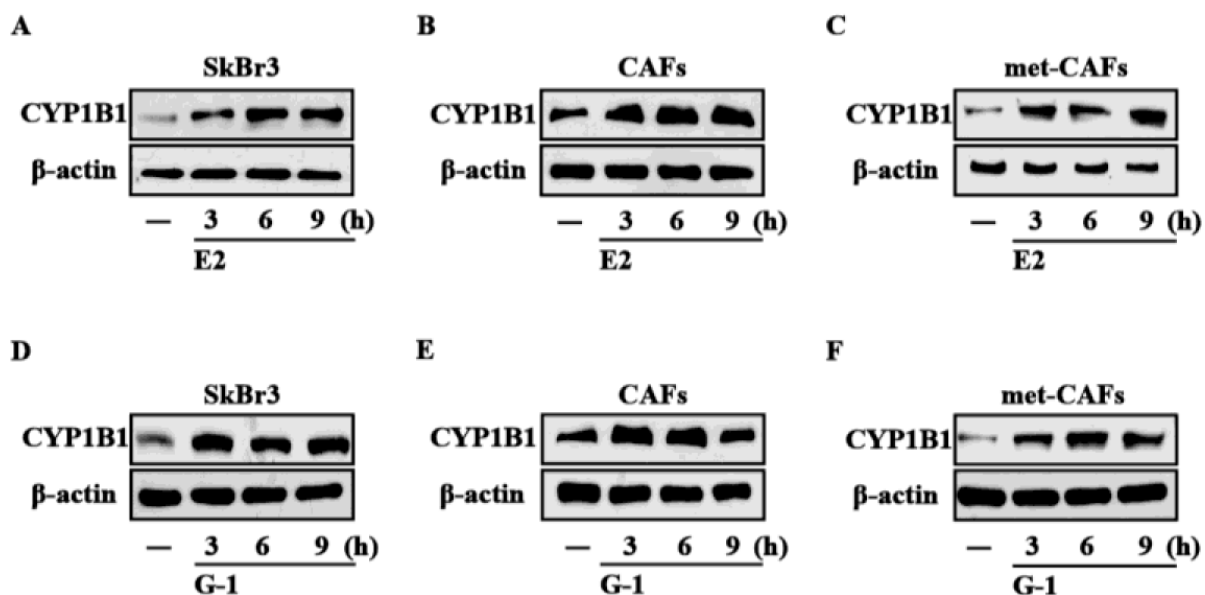 A B C
SkBr3 CAFs met-CAFs
CYP1B1 CYP1B1 CYP1B1
β-actin β-actin β-actin
— 3 6 9 (h) — 3 6 9 (h) — 3 6 9 (h)
E2 E2 E2
D E F
SkBr3 CAFs met-CAFs
CYP1B1 CYP1B1 CYP1B1
β-actin β-actin β-actin
— 3 6 9 (h) — 3 6 9 (h) — 3 6 9 (h)
G-1 G-1 G-1